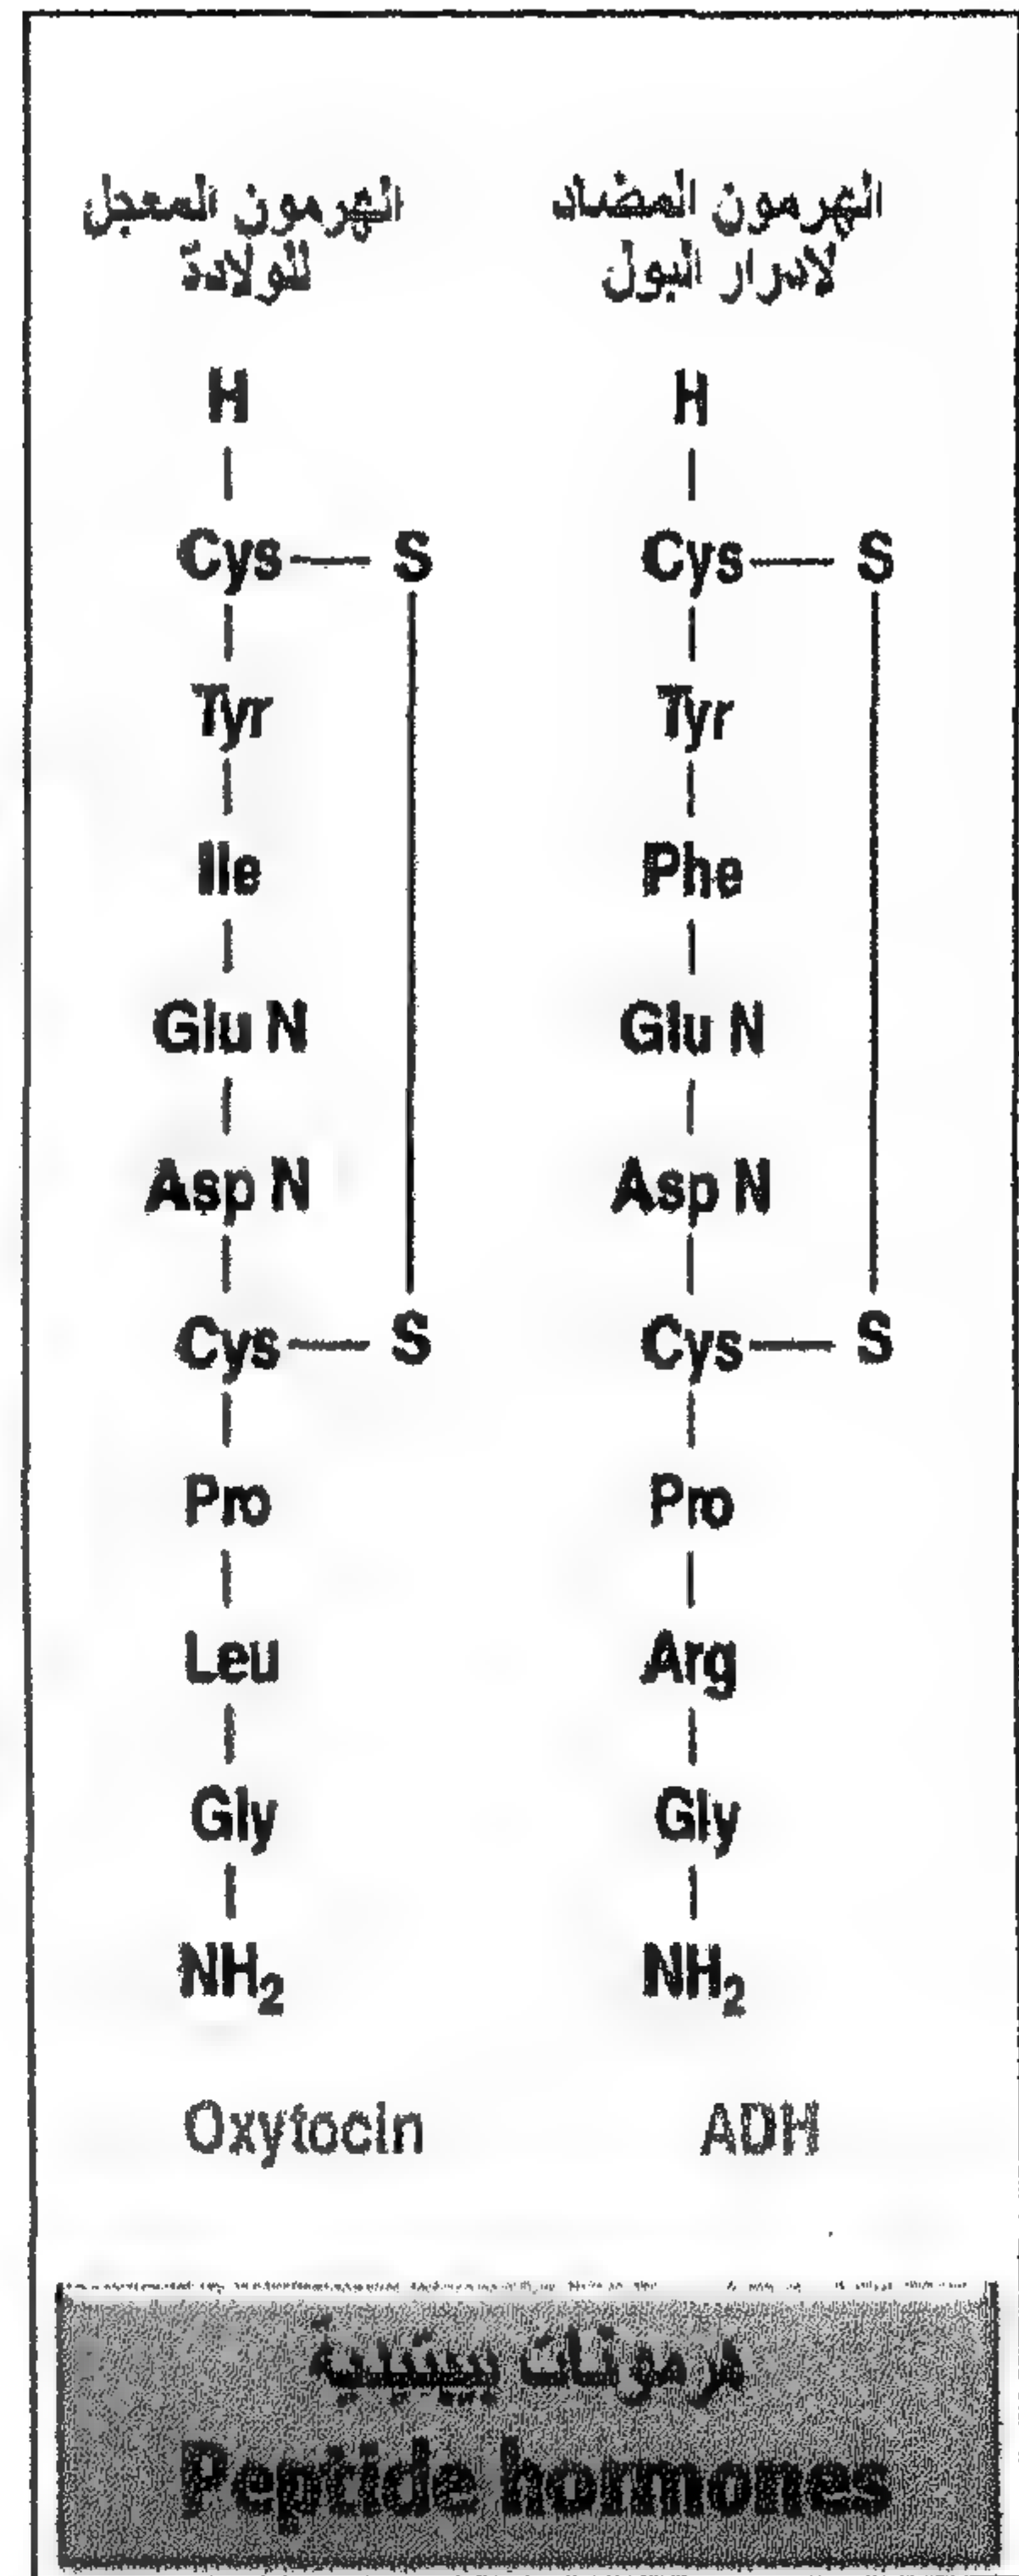 الهرمون المضاد
لادرار البول
الهرمون المعجل
للولادة
H
Cys — S
Tyr
Ile
Glu N
Asp N
Cys — S
Pro
Leu
Gly
NH₂
Oxytocin
H
Cys — S
Tyr
Phe
Glu N
Asp N
Cys — S
Pro
Arg
Gly
NH₂
ADH
هرمونات ببتيدية
Peptide hormones